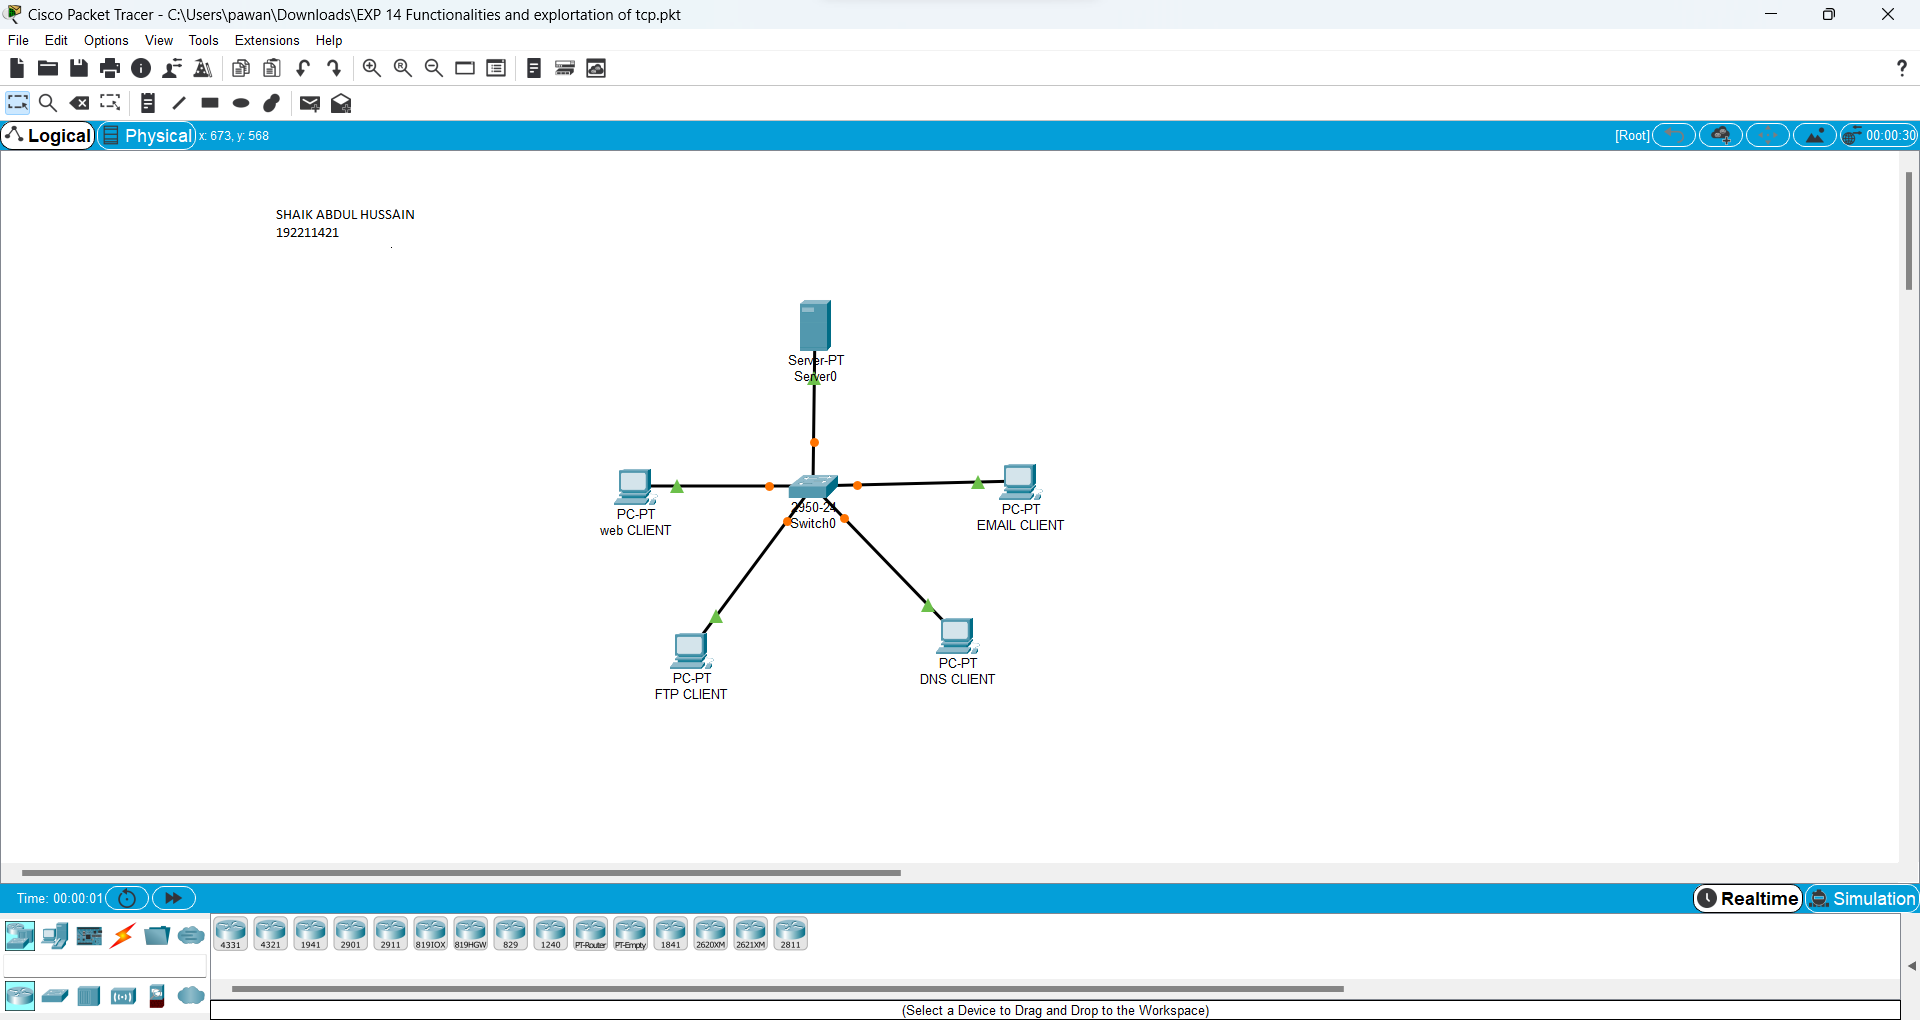 Cisco Packet Tracer - C:\Users\pawan\Downloads\EXP 14 Functionalities and explortation of tcp.pkt
File Edit Options View Tools Extensions Help
?
Logical Physical x: 673, y: 568 [Root] 00:00:30
SHAIK ABDUL HUSSAIN
192211421
.
Server-PT
Server0
PC-PT
web CLIENT
2950-24
Switch0
PC-PT
EMAIL CLIENT
PC-PT
FTP CLIENT
PC-PT
DNS CLIENT
Time: 00:00:01 Realtime Simulation
4331 4321 1941 2901 2911 819IOX 819HGW 829 1240 PT-Router PT-Empty 1841 2620XM 2621XM 2811
(Select a Device to Drag and Drop to the Workspace)